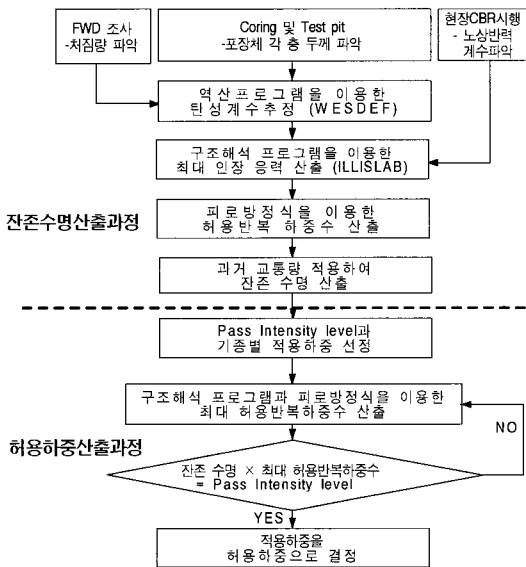 FWD 조사
-처짐량 파악
Coring 및 Test pit
- 포장체 각 층 두께 파악
현장CBR시행
- 노상반력
계수파악
역산프로그램을 이용한
탄성계수추정 (WESDEF)
구조해석 프로그램을 이용한
최대 인장 응력 산출 (ILLISLAB)
잔존수명산출과정
피로방정식을 이용한
허용반복 하중수 산출
과거 교통량 적용하여
잔존 수명 산출
Pass Intensity level과
기종별 적용하중 선정
구조해석 프로그램과 피로방정식을 이용한
최대 허용반복하중수 산출
NO
허용하중산출과정
잔존 수명 × 최대 허용반복하중수
= Pass Intensity level
YES
적용하중을
허용하중으로 결정